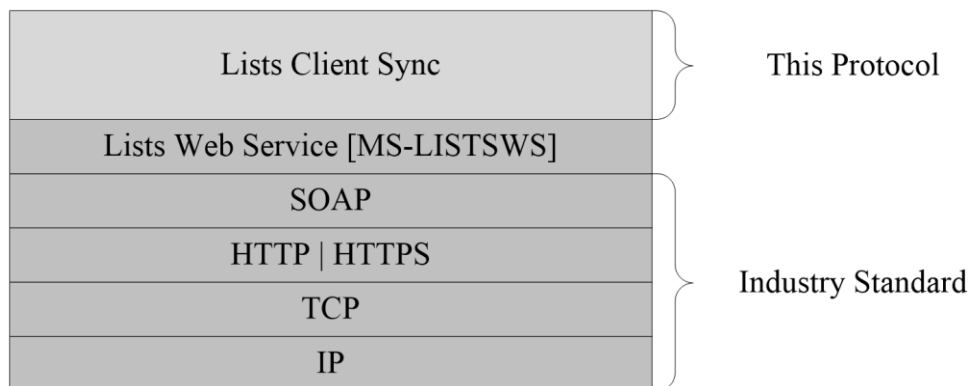 Lists Client Sync
This Protocol
Lists Web Service [MS-LISTSWS]
SOAP
HTTP | HTTPS
Industry Standard
TCP
IP